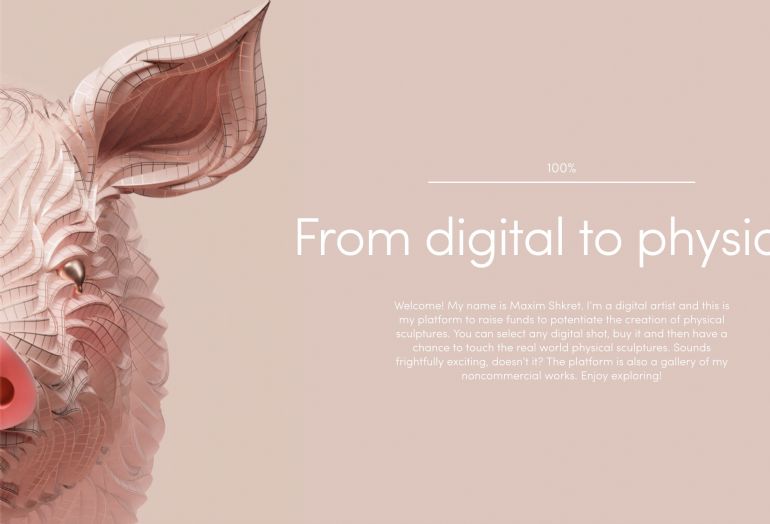 100%
From digital to physic
Welcome! My name is Maxim Shkret, I'm a digital artist and this is
my platform to raise funds to potentiate the creation of physical
sculptures. You can select any digital shot, buy it and then have a
chance to touch the real world physical sculptures. Sounds
frightfully exciting, doesn't it? The platform is also a gallery of my
noncommercial works. Enjoy exploring!